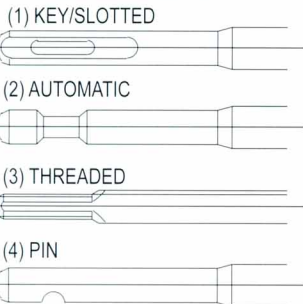 (1) KEY/SLOTTED
(2) AUTOMATIC
(3) THREADED
(4) PIN